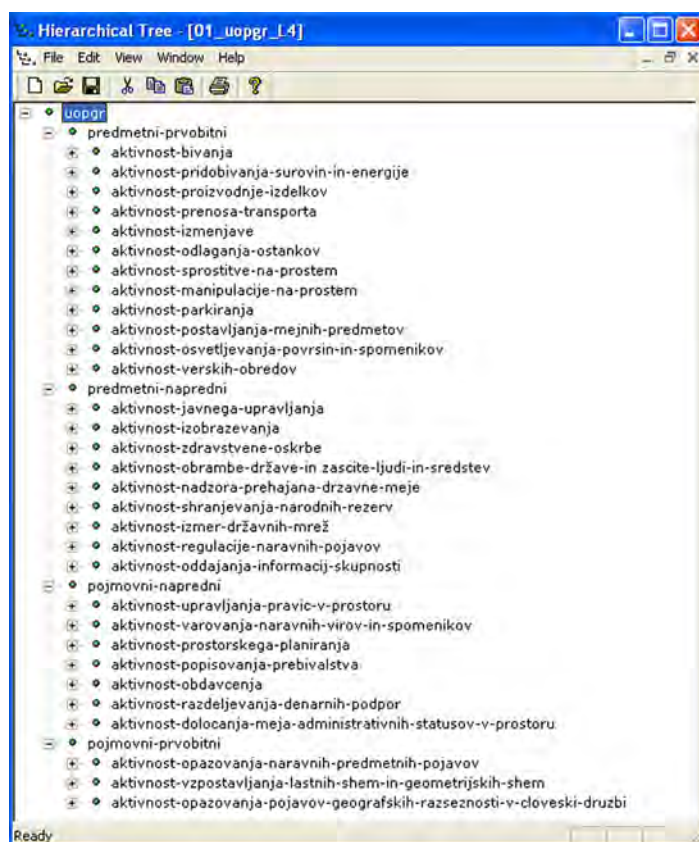 Hierarchical Tree - [01_uopgr_L4]
File Edit View Window Help
uopgr
predmetni-prvobitni
aktivnost-bivanja
aktivnost-pridobivanja-surovin-in-energije
aktivnost-proizvodnje-izdelkov
aktivnost-prenosa-transporta
aktivnost-izmenjave
aktivnost-odlaganja-ostankov
aktivnost-sprostitve-na-prostem
aktivnost-manipulacije-na-prostem
aktivnost-parkiranja
aktivnost-postavljanja-mejnih-predmetov
aktivnost-osvetljevanja-povrsin-in-spomenikov
aktivnost-verskih-obredov
predmetni-napredni
aktivnost-javnega-upravljanja
aktivnost-izobrazevanja
aktivnost-zdravstvene-oskrbe
aktivnost-obrambe-države-in zascite-ljudi-in-sredstev
aktivnost-nadzora-prehajana-drzavne-meje
aktivnost-shranjevanja-narodnih-rezerv
aktivnost-izmer-državnih-mrež
aktivnost-regulacije-naravnih-pojavov
aktivnost-oddajanja-informacij-skupnosti
pojmovni-napredni
aktivnost-upravljanja-pravic-v-prostoru
aktivnost-varovanja-naravnih-virov-in-spomenikov
aktivnost-prostorskega-planiranja
aktivnost-popisovanja-prebivalstva
aktivnost-obdavcenja
aktivnost-razdeljevanja-denarnih-podpor
aktivnost-dolocanja-meja-administrativnih-statusov-v-prostoru
pojmovni-prvobitni
aktivnost-opazovanja-naravnih-predmetnih-pojavov
aktivnost-vzpostavljanja-lastnih-shem-in-geometrijskih-shem
aktivnost-opazovanja-pojavov-geografskih-razseznosti-v-cloveski-druzbi
Ready